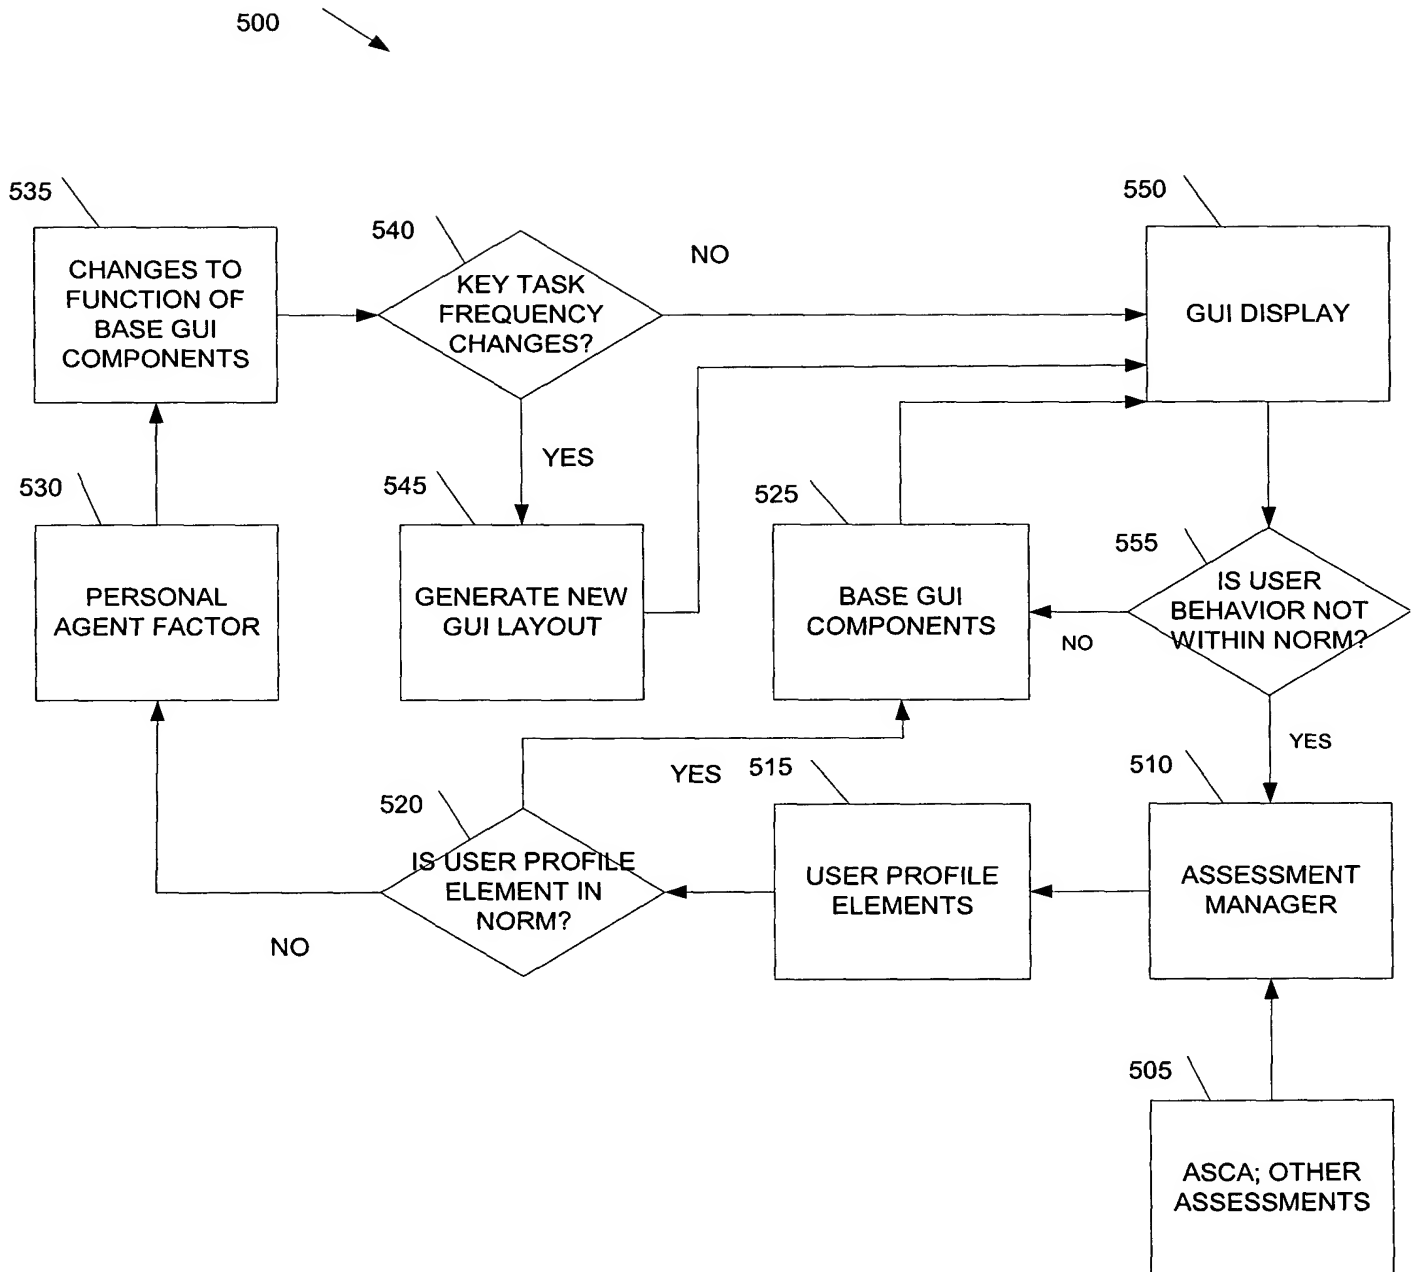 500
535
CHANGES TO
FUNCTION OF
BASE GUI
COMPONENTS
540
KEY TASK
FREQUENCY
CHANGES?
NO
550
GUI DISPLAY
YES
530
PERSONAL
AGENT FACTOR
545
GENERATE NEW
GUI LAYOUT
525
BASE GUI
COMPONENTS
555
IS USER
BEHAVIOR NOT
WITHIN NORM?
NO
YES
520
IS USER PROFILE
ELEMENT IN
NORM?
YES
NO
515
USER PROFILE
ELEMENTS
510
ASSESSMENT
MANAGER
505
ASCA; OTHER
ASSESSMENTS